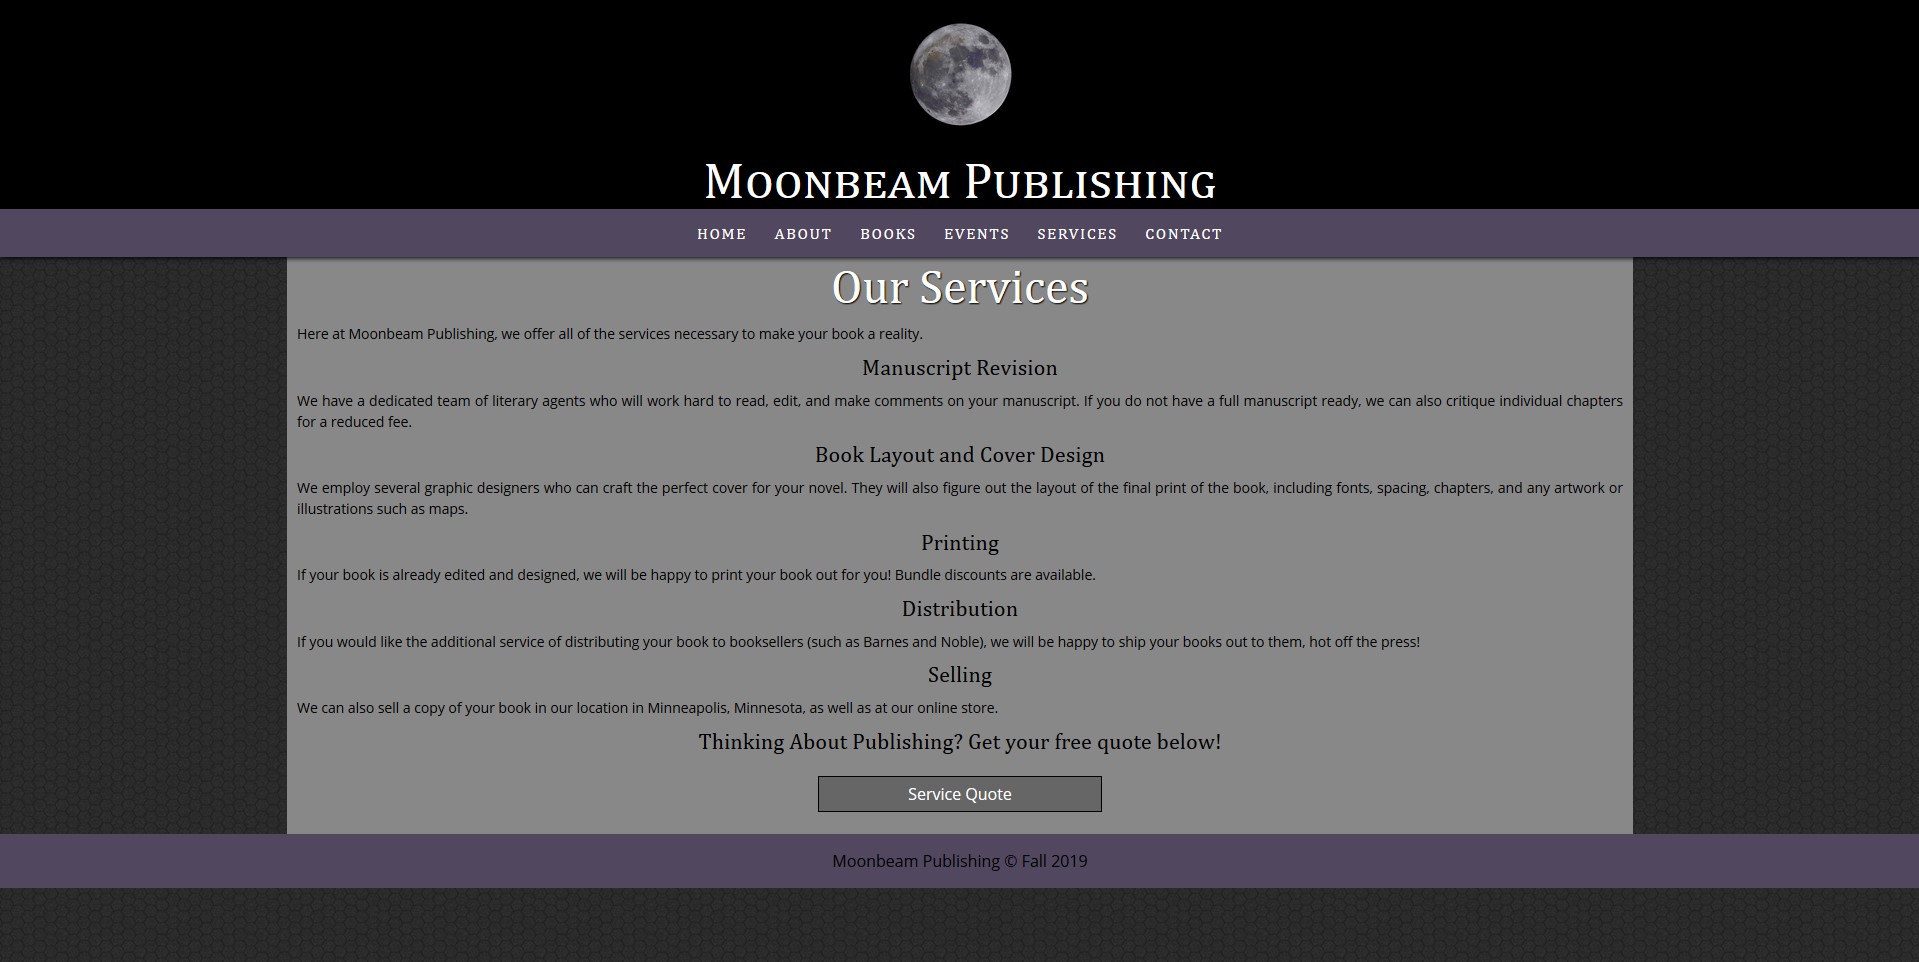 Moonbeam Publishing
HOME ABOUT BOOKS EVENTS SERVICES CONTACT
Our Services
Here at Moonbeam Publishing, we offer all of the services necessary to make your book a reality.
Manuscript Revision
We have a dedicated team of literary agents who will work hard to read, edit, and make comments on your manuscript. If you do not have a full manuscript ready, we can also critique individual chapters
for a reduced fee.
Book Layout and Cover Design
We employ several graphic designers who can craft the perfect cover for your novel. They will also figure out the layout of the final print of the book, including fonts, spacing, chapters, and any artwork or
illustrations such as maps.
Printing
If your book is already edited and designed, we will be happy to print your book out for you! Bundle discounts are available.
Distribution
If you would like the additional service of distributing your book to booksellers (such as Barnes and Noble), we will be happy to ship your books out to them, hot off the press!
Selling
We can also sell a copy of your book in our location in Minneapolis, Minnesota, as well as at our online store.
Thinking About Publishing? Get your free quote below!
Service Quote
Moonbeam Publishing © Fall 2019